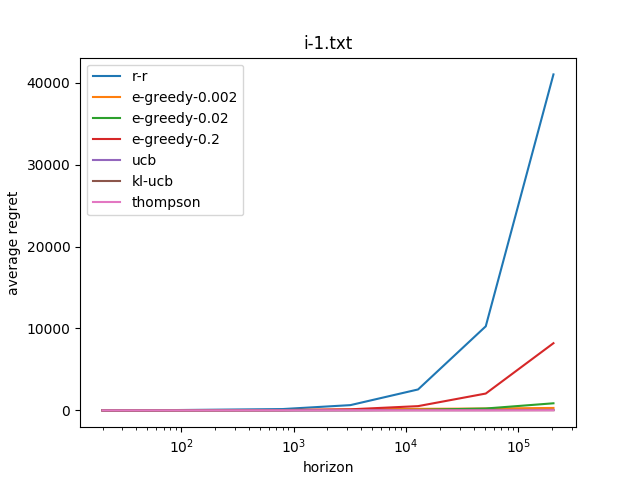 i-1.txt
r-r
e-greedy-0.002
e-greedy-0.02
e-greedy-0.2
ucb
kl-ucb
thompson
average regret
40000
30000
20000
10000
0
10² 10³ 10⁴ 10⁵
horizon